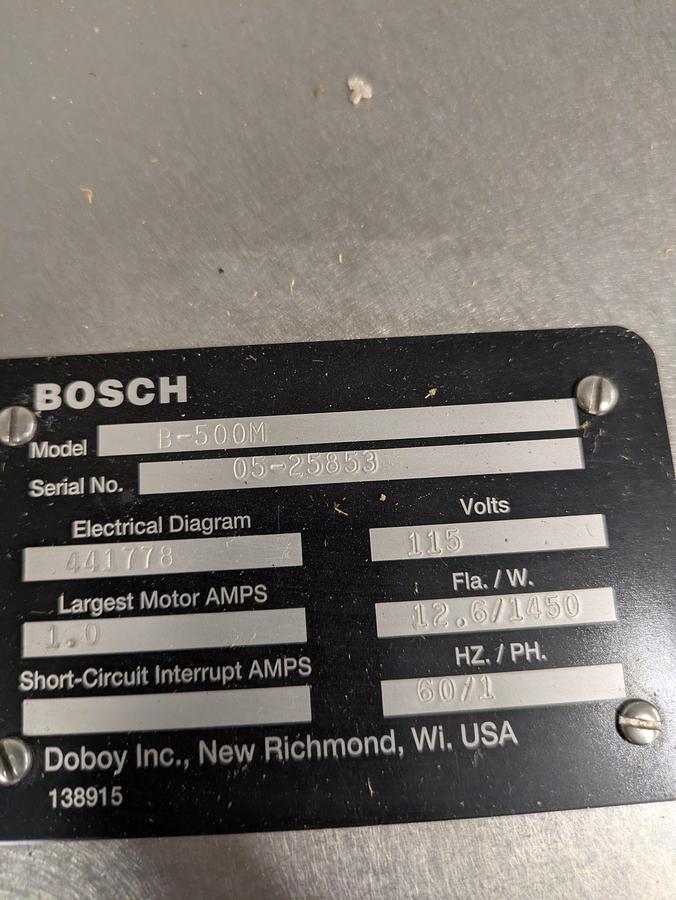 BOSCH
Model B-500M
Serial No. 05-25853
Electrical Diagram
441778
Volts
115
Largest Motor AMPS
1.0
Fla. / W.
12.6/1450
Short-Circuit Interrupt AMPS
HZ. / PH.
60/1
Doboy Inc., New Richmond, Wi. USA
138915